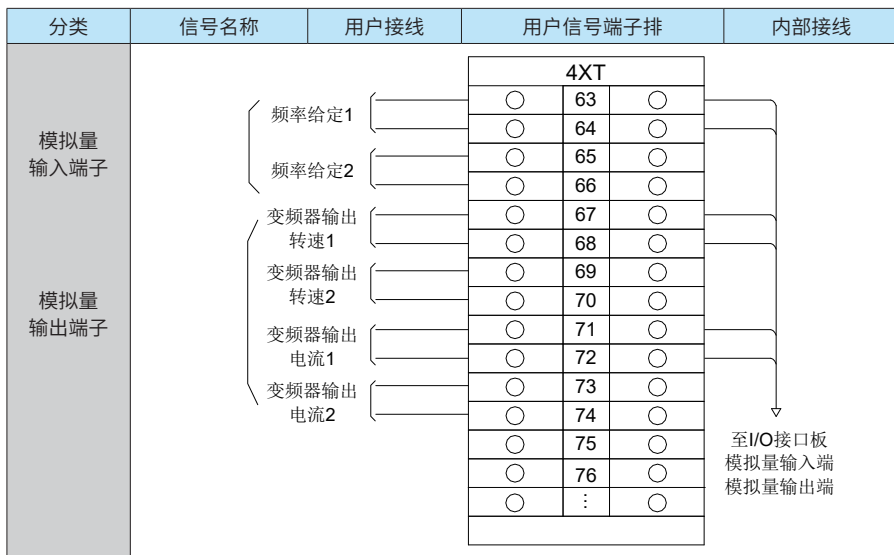 分类 信号名称 用户接线 用户信号端子排 内部接线
4XT
模拟量
输入端子
频率给定1
频率给定2
63
64
65
66
模拟量
输出端子
变频器输出
转速1
变频器输出
转速2
变频器输出
电流1
变频器输出
电流2
67
68
69
70
71
72
73
74
75
76
⋮
至I/O接口板
模拟量输入端
模拟量输出端